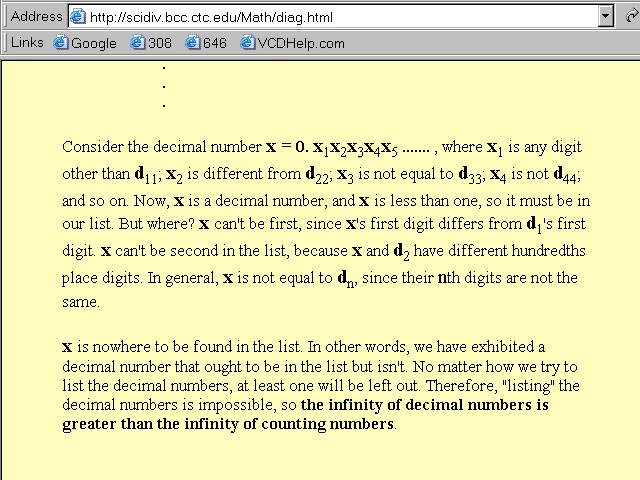 Address http://scidiv.bcc.ctc.edu/Math/diag.html
Links Google 308 646 VCDHelp.com
.
.
.
Consider the decimal number x = 0. x₁x₂x₃x₄x₅ ....... , where x₁ is any digit
other than d₁₁; x₂ is different from d₂₂; x₃ is not equal to d₃₃; x₄ is not d₄₄;
and so on. Now, x is a decimal number, and x is less than one, so it must be in
our list. But where? x can't be first, since x's first digit differs from d₁'s first
digit. x can't be second in the list, because x and d₂ have different hundredths
place digits. In general, x is not equal to dₙ, since their nth digits are not the
same.
x is nowhere to be found in the list. In other words, we have exhibited a
decimal number that ought to be in the list but isn't. No matter how we try to
list the decimal numbers, at least one will be left out. Therefore, "listing" the
decimal numbers is impossible, so the infinity of decimal numbers is
greater than the infinity of counting numbers.